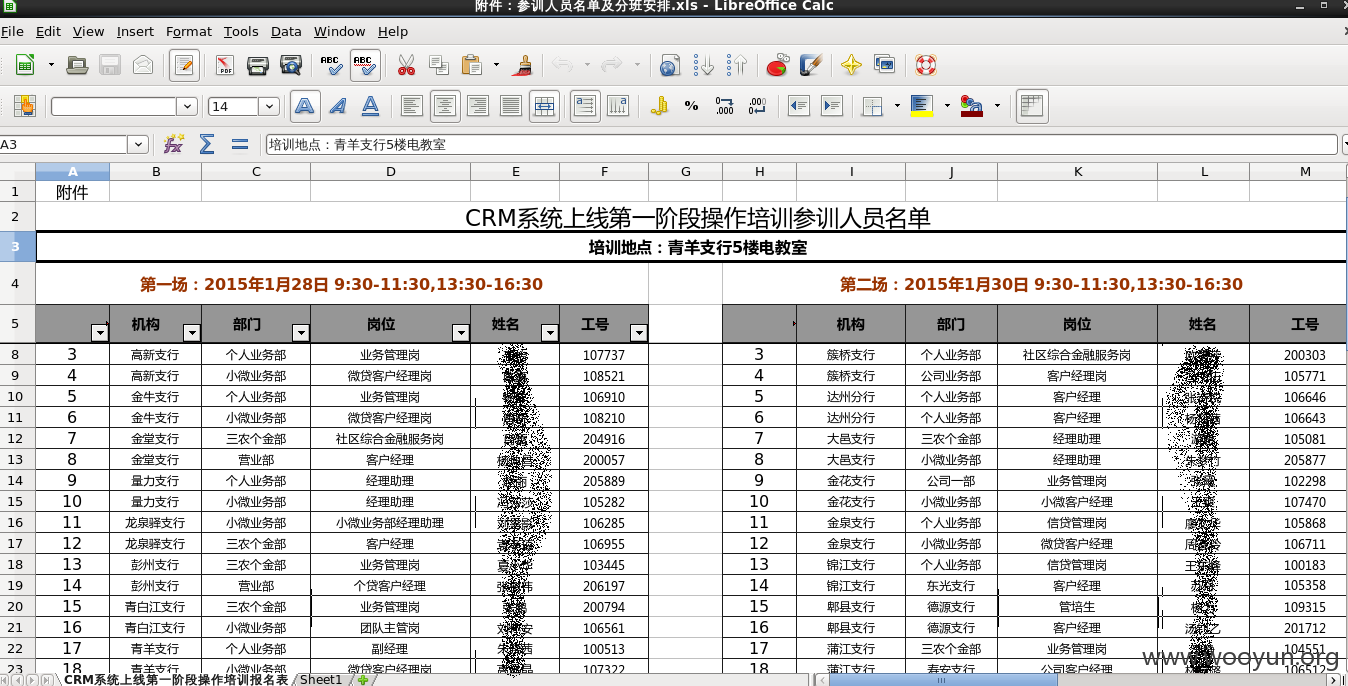 附件：参训人员名单及分班安排.xls - LibreOffice Calc
File Edit View Insert Format Tools Data Window Help
14
A3 培训地点：青羊支行5楼电教室
A B C D E F G H I J K L M
1 附件
2 CRM系统上线第一阶段操作培训参训人员名单
3 培训地点：青羊支行5楼电教室
4 第一场：2015年1月28日 9:30-11:30,13:30-16:30 第二场：2015年1月30日 9:30-11:30,13:30-16:30
5 机构 部门 岗位 姓名 工号 机构 部门 岗位 姓名 工号
8 3 高新支行 个人业务部 业务管理岗 107737 3 簇桥支行 个人业务部 社区综合金融服务岗 200303
9 4 高新支行 小微业务部 微贷客户经理岗 108521 4 簇桥支行 公司业务部 客户经理岗 105771
10 5 金牛支行 个人业务部 业务管理岗 106910 5 达州分行 个人业务部 客户经理 106646
11 6 金牛支行 小微业务部 微贷客户经理岗 108210 6 达州分行 个人业务部 客户经理 106643
12 7 金堂支行 三农个金部 社区综合金融服务岗 204916 7 大邑支行 三农个金部 经理助理 105081
13 8 金堂支行 营业部 客户经理 200057 8 大邑支行 小微业务部 经理助理 205877
14 9 量力支行 个人业务部 经理助理 205889 9 金花支行 公司一部 业务管理岗 102298
15 10 量力支行 小微业务部 经理助理 105282 10 金花支行 小微业务部 小微客户经理 107470
16 11 龙泉驿支行 小微业务部 小微业务部经理助理 106285 11 金泉支行 个人业务部 信贷管理岗 105868
17 12 龙泉驿支行 三农个金部 客户经理 106955 12 金泉支行 小微业务部 微贷客户经理 106711
18 13 彭州支行 三农个金部 业务管理岗 103445 13 锦江支行 个人业务部 信贷管理岗 100183
19 14 彭州支行 营业部 个贷客户经理 206197 14 锦江支行 东光支行 客户经理 105358
20 15 青白江支行 三农个金部 业务管理岗 200794 15 郫县支行 德源支行 管培生 109315
21 16 青白江支行 小微业务部 团队主管岗 106561 16 郫县支行 德源支行 客户经理 201712
22 17 青羊支行 个人业务部 副经理 100513 17 蒲江支行 三农个金部 业务管理岗 104551
23 18 青羊支行 小微业务部 微贷客户经理岗 107322 18 蒲江支行 寿安支行 公司客户经理 106512
www.wooyun.org
CRM系统上线第一阶段操作培训报名表 Sheet1